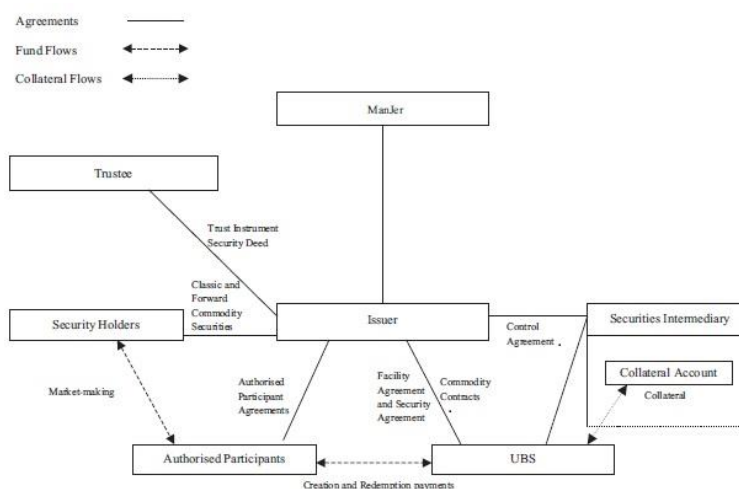 Agreements
Fund Flows
Collateral Flows
ManJer
Trustee
Trust Instrument
Security Deed
Classic and
Forward
Commodity
Securities
Security Holders
Issuer
Securities Intermediary
Control
Agreement
Collateral Account
Collateral
Market-making
Authorised
Participant
Agreements
Facility
Agreement
and Security
Agreement
Commodity
Contracts
Authorised Participants
UBS
Creation and Redemption payments